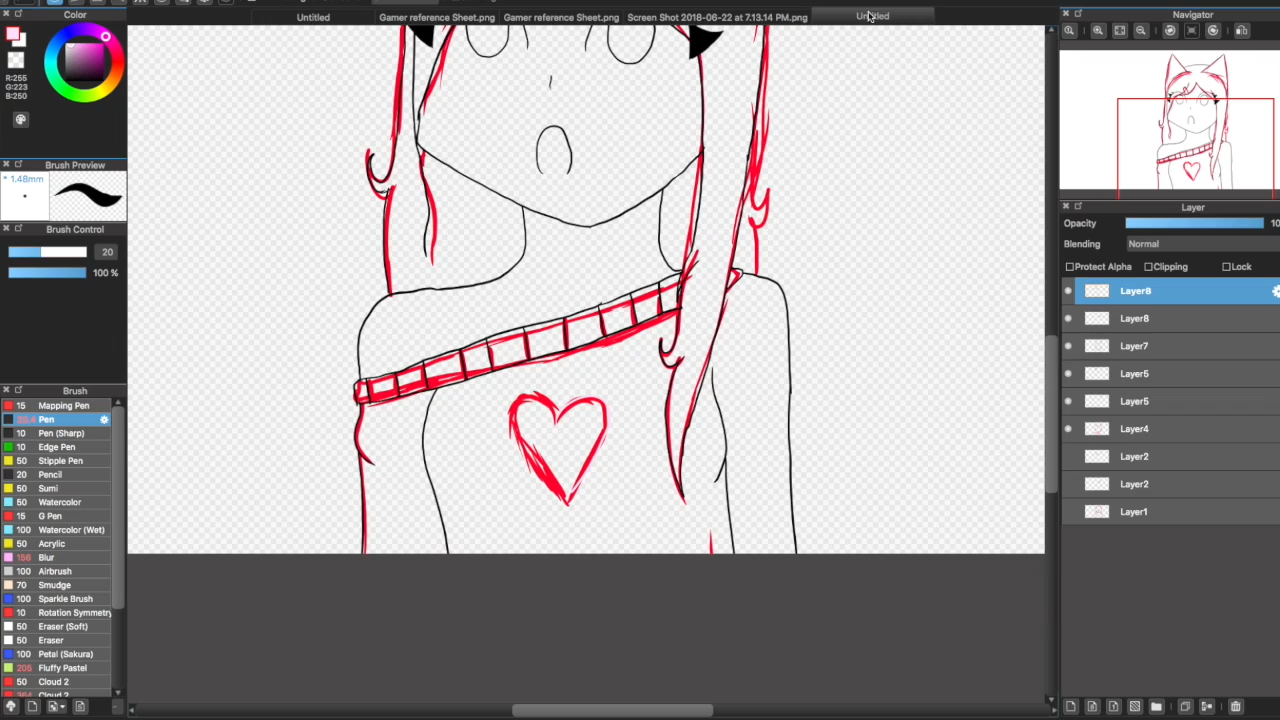 Color
Untitled
Gamer reference Sheet.png
Gamer reference Sheet.png
Screen Shot 2018-06-22 at 7.13.14 PM.png
Untitled
Navigator
R:255
G:223
B:250
Brush Preview
* 1.48mm
Brush Control
20
100 %
Layer
Opacity
10
Blending
Normal
Protect Alpha
Clipping
Lock
Layer8
Layer8
Layer7
Layer5
Layer5
Layer4
Layer2
Layer2
Layer1
Brush
15 Mapping Pen
Pen
10 Pen (Sharp)
10 Edge Pen
50 Stipple Pen
20 Pencil
50 Sumi
50 Watercolor
15 G Pen
100 Watercolor (Wet)
50 Acrylic
156 Blur
100 Airbrush
70 Smudge
100 Sparkle Brush
10 Rotation Symmetry
50 Eraser (Soft)
50 Eraser
100 Petal (Sakura)
205 Fluffy Pastel
50 Cloud 2
Cloud 2